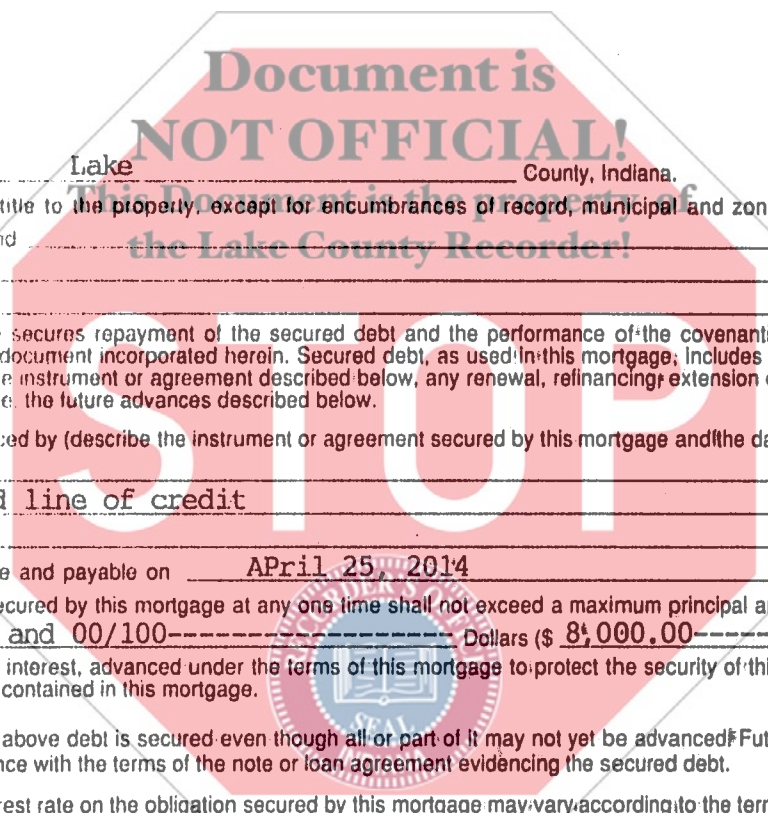 Document is
NOT OFFICIAL!
Lake County, Indiana.
This Document is the property of
title to the property, except for encumbrances of record, municipal and zon
the Lake County Recorder!
secures repayment of the secured debt and the performance of the covenant
document incorporated herein. Secured debt, as used in this mortgage, includes
e instrument or agreement described below, any renewal, refinancing, extension
e. the future advances described below.
ced by (describe the instrument or agreement secured by this mortgage and the da
STOP
d line of credit
e and payable on APril 25, 2014
ecured by this mortgage at any one time shall not exceed a maximum principal a
and 00/100-------------------- Dollars ($ 8,000.00-----
interest, advanced under the terms of this mortgage to protect the security of thi
contained in this mortgage.
SEAL
above debt is secured even though all or part of it may not yet be advanced. Fut
nce with the terms of the note or loan agreement evidencing the secured debt.
rest rate on the obligation secured by this mortgage may vary according to the term